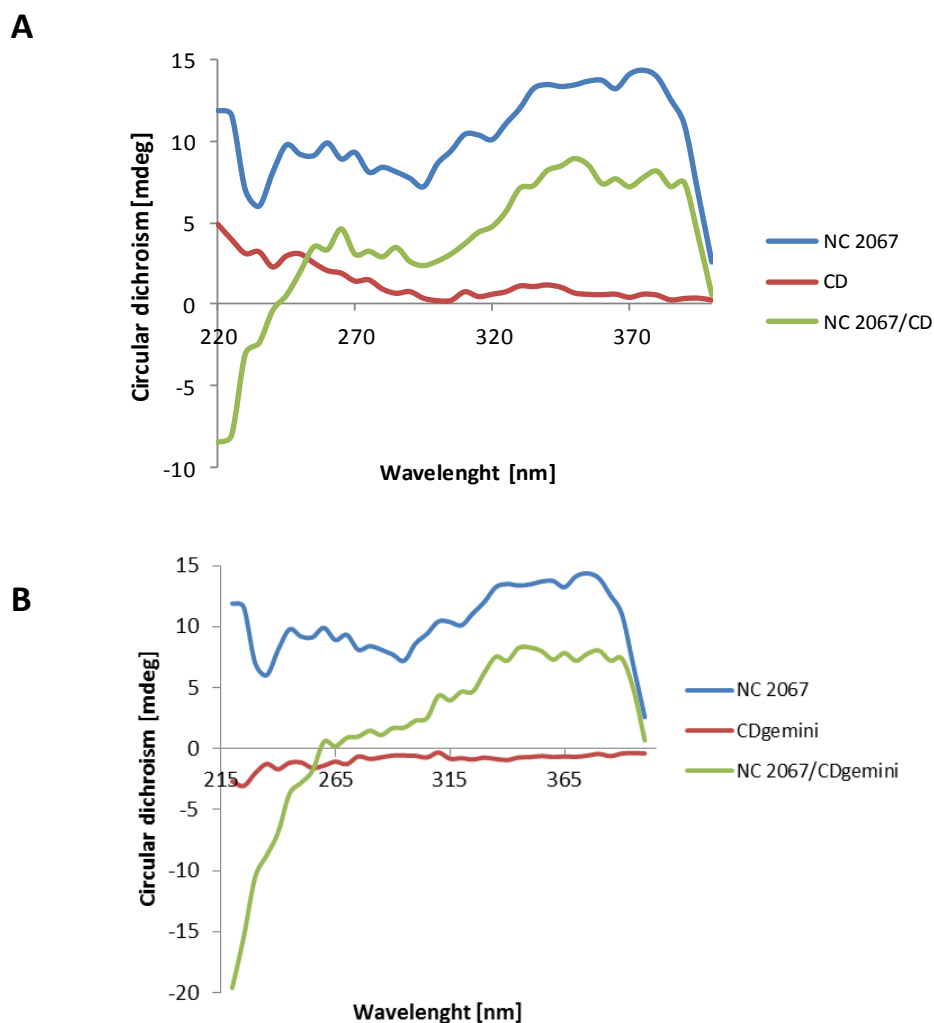 A
Circular dichroism [mdeg]
15
10
5
0
-5
-10
220
270
320
370
Wavelenght [nm]
NC 2067
CD
NC 2067/CD
B
Circular dichroism [mdeg]
15
10
5
0
-5
-10
-15
-20
215
265
315
365
Wavelenght [nm]
NC 2067
CDgemini
NC 2067/CDgemini